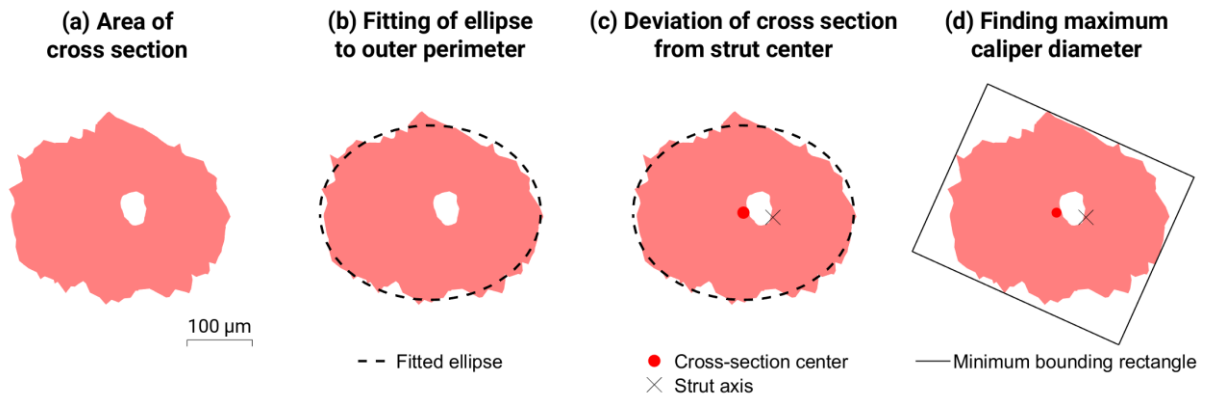 (a) Area of
cross section
(b) Fitting of ellipse
to outer perimeter
(c) Deviation of cross section
from strut center
(d) Finding maximum
caliper diameter
100 µm
Fitted ellipse
Cross-section center
Strut axis
Minimum bounding rectangle